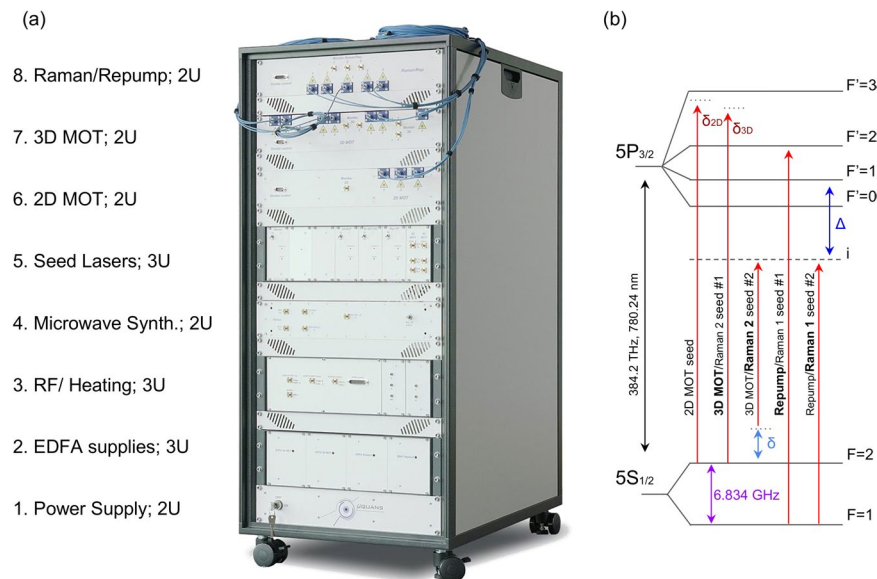 (a)
8. Raman/Repump; 2U
7. 3D MOT; 2U
6. 2D MOT; 2U
5. Seed Lasers; 3U
4. Microwave Synth.; 2U
3. RF/ Heating; 3U
2. EDFA supplies; 3U
1. Power Supply; 2U
3D MOT
2D MOT
(b)
F'=3
δ2D
δ3D
F'=2
5P3/2
F'=1
F'=0
Δ
i
384.2 THz, 780.24 nm
2D MOT seed
3D MOT/Raman 2 seed #1
3D MOT/Raman 2 seed #2
Repump/Raman 1 seed #1
Repump/Raman 1 seed #2
δ
F=2
5S1/2
6.834 GHz
F=1